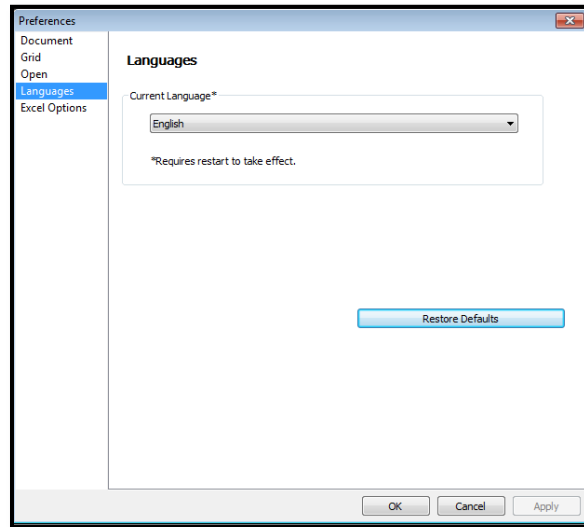 Preferences
Document
Grid
Open
Languages
Excel Options
Languages
Current Language*
English
*Requires restart to take effect.
Restore Defaults
OK
Cancel
Apply